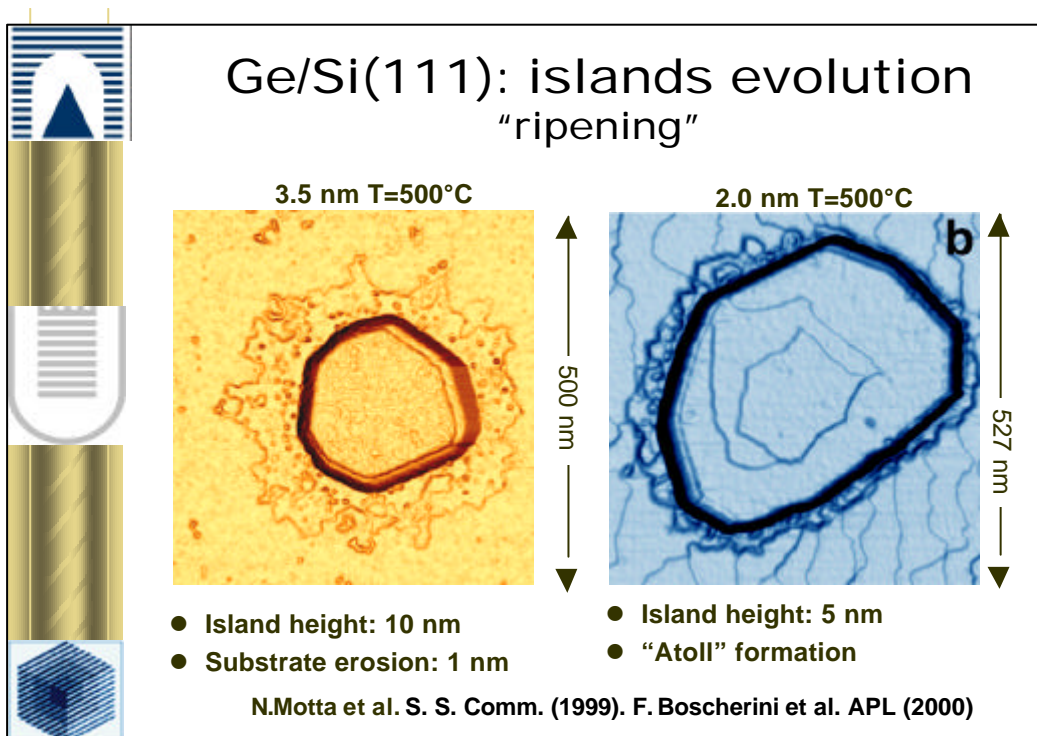 Ge/Si(111): islands evolution
“ripening”
3.5 nm T=500°C
500 nm
2.0 nm T=500°C
b
527 nm
● Island height: 10 nm
● Substrate erosion: 1 nm
● Island height: 5 nm
● “Atoll” formation
N.Motta et al. S. S. Comm. (1999). F. Boscherini et al. APL (2000)